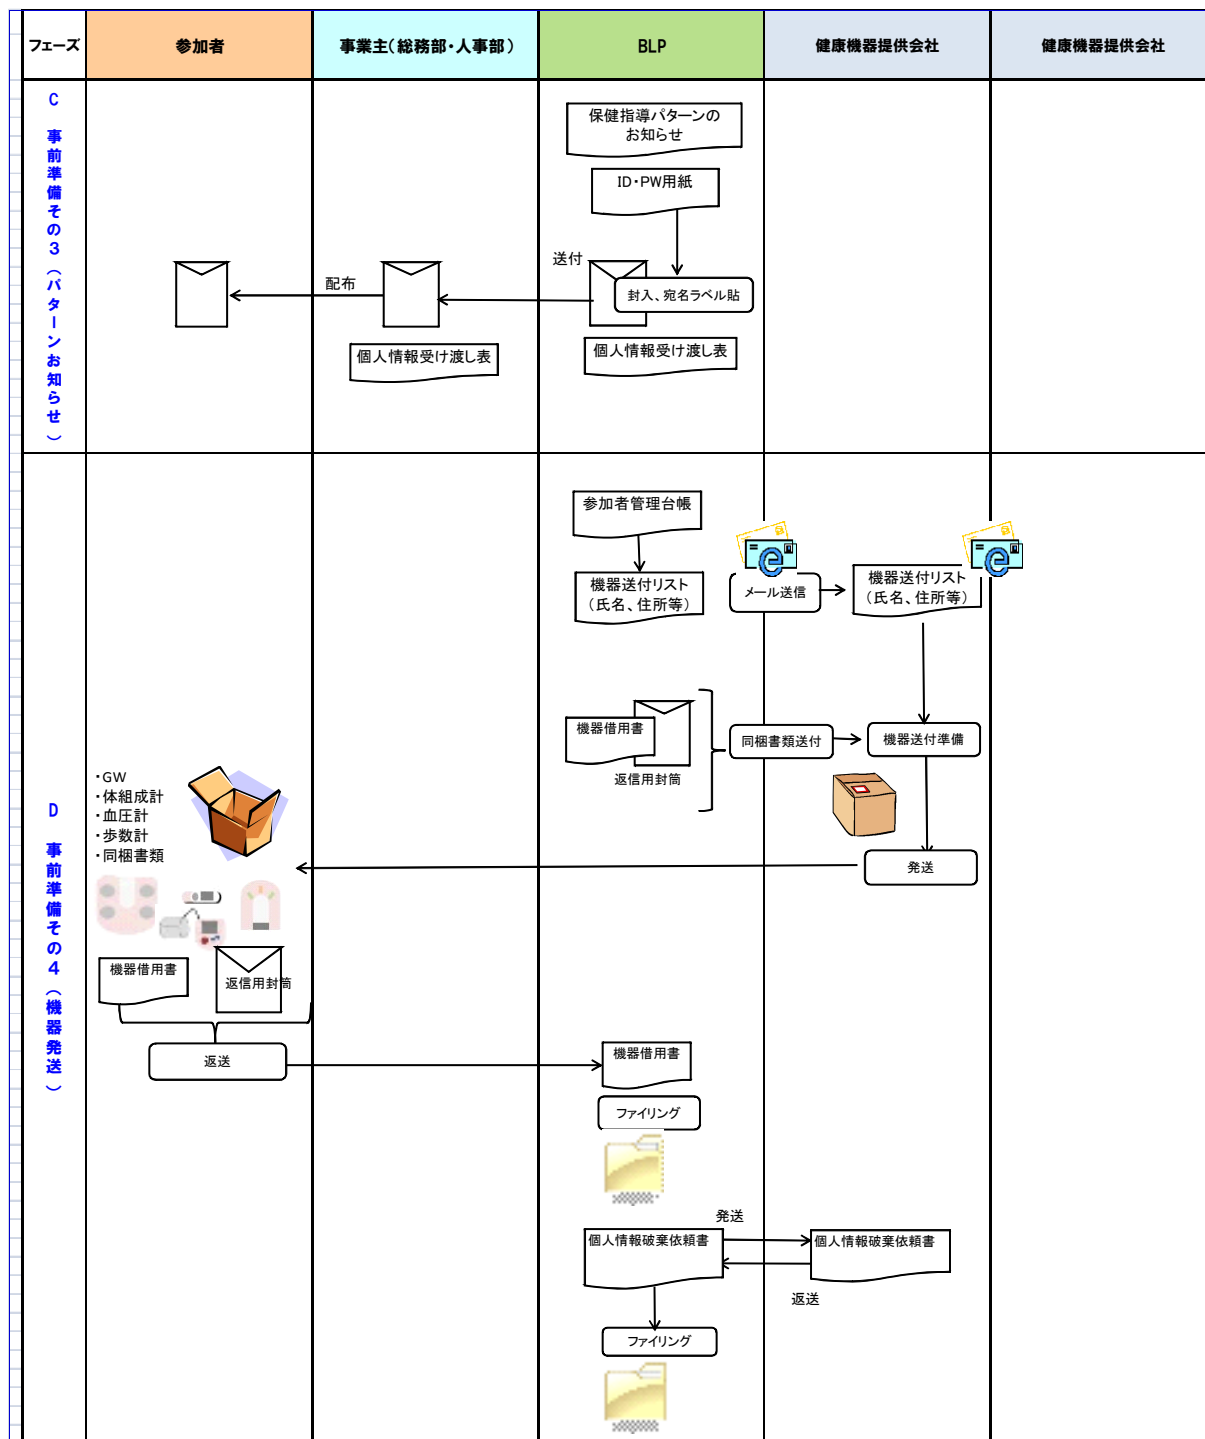 フェーズ
参加者
事業主（総務部・人事部）
BLP
健康機器提供会社
健康機器提供会社
C 事前準備その３（パターンお知らせ）
保健指導パターンの
お知らせ
ID・PW用紙
送付
封入、宛名ラベル貼
配布
個人情報受け渡し表
個人情報受け渡し表
D 事前準備その４（機器発送）
参加者管理台帳
機器送付リスト
（氏名、住所等）
メール送信
機器送付リスト
（氏名、住所等）
機器借用書
返信用封筒
同梱書類送付
機器送付準備
・GW
・体組成計
・血圧計
・歩数計
・同梱書類
発送
機器借用書
返信用封筒
返送
機器借用書
ファイリング
発送
個人情報破棄依頼書
個人情報破棄依頼書
返送
ファイリング